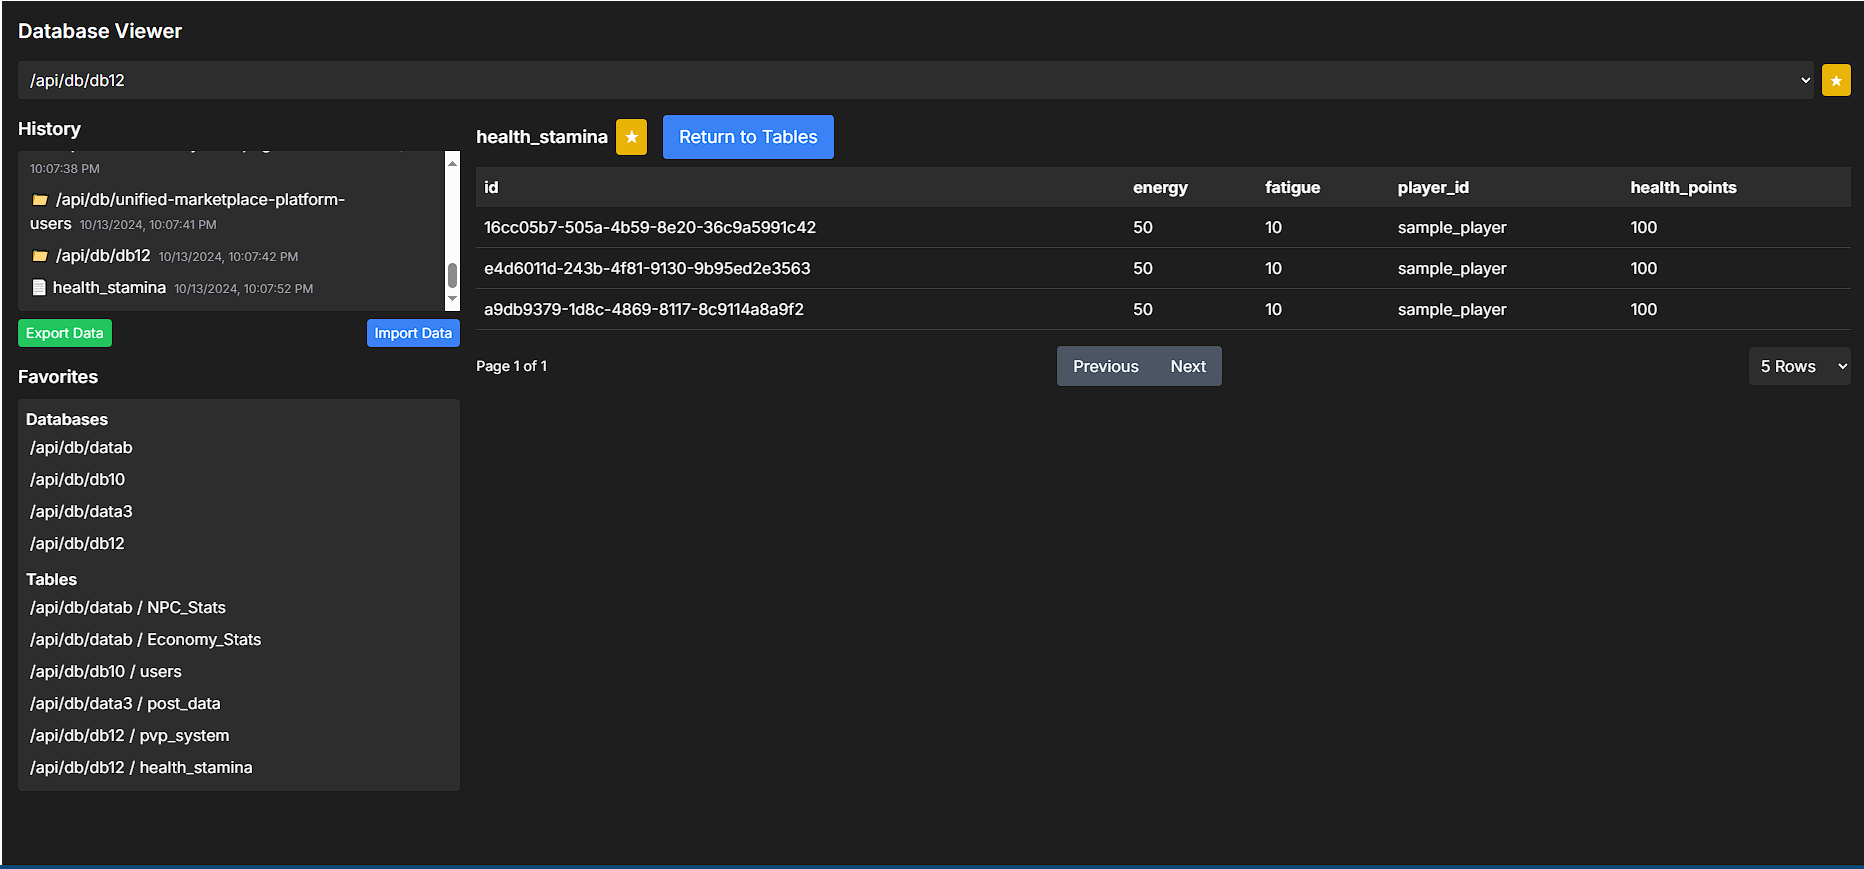 Database Viewer
/api/db/db12
History
10:07:38 PM
/api/db/unified-marketplace-platform-
users 10/13/2024, 10:07:41 PM
/api/db/db12 10/13/2024, 10:07:42 PM
health_stamina 10/13/2024, 10:07:52 PM
Export Data Import Data
Favorites
Databases
/api/db/datab
/api/db/db10
/api/db/data3
/api/db/db12
Tables
/api/db/datab / NPC_Stats
/api/db/datab / Economy_Stats
/api/db/db10 / users
/api/db/data3 / post_data
/api/db/db12 / pvp_system
/api/db/db12 / health_stamina
health_stamina Return to Tables
id energy fatigue player_id health_points
16cc05b7-505a-4b59-8e20-36c9a5991c42 50 10 sample_player 100
e4d6011d-243b-4f81-9130-9b95ed2e3563 50 10 sample_player 100
a9db9379-1d8c-4869-8117-8c9114a8a9f2 50 10 sample_player 100
Page 1 of 1 Previous Next 5 Rows